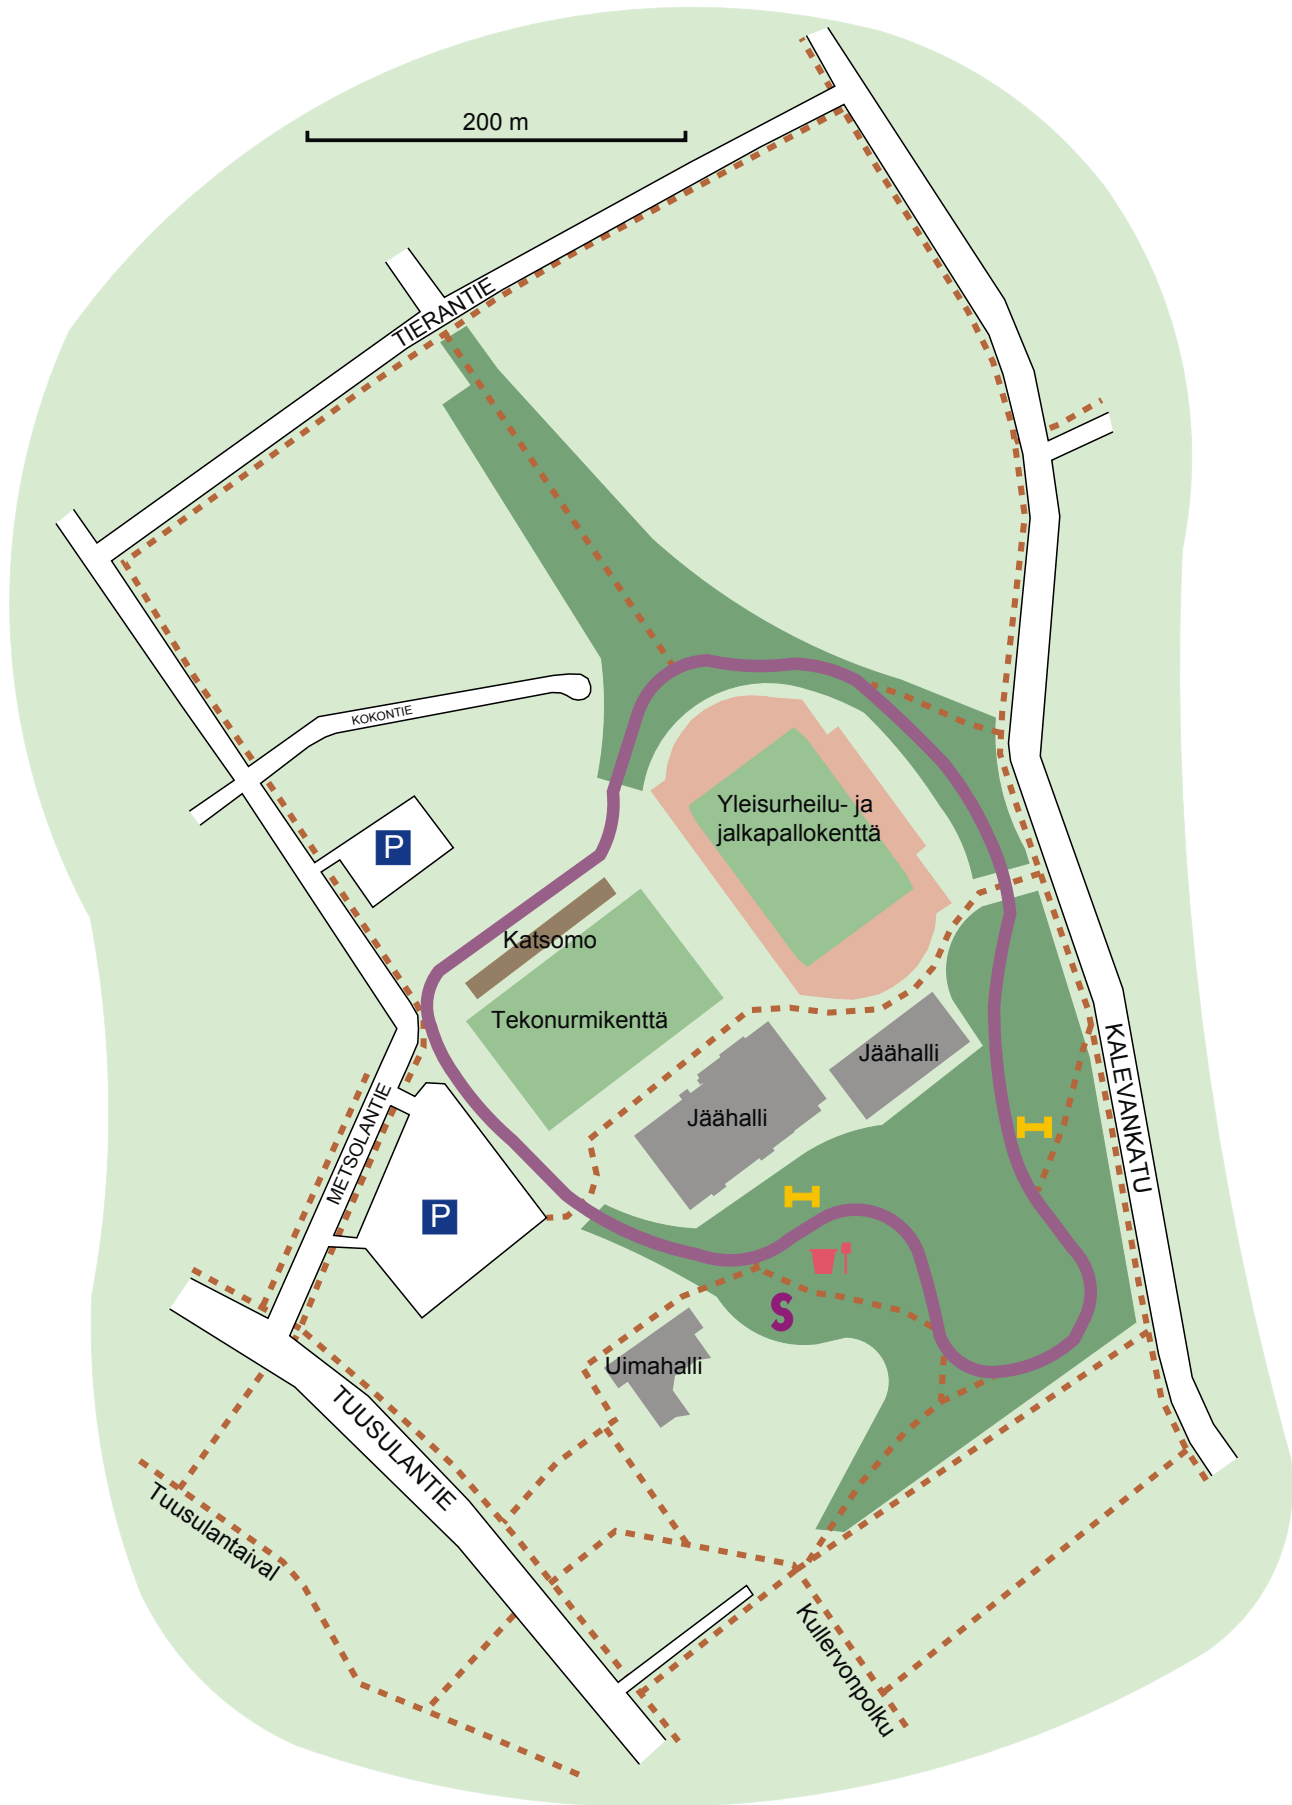 200 m
TIERANTIE
KOKONTIE
Yleisurheilu- ja
jalkapallokenttä
P
Katsomo
Tekonurmikenttä
Jäähalli
Jäähalli
KALEVANKATU
METSOLANTIE
P
S
Uimahalli
TUUSULANTIE
Tuusulantaival
Kullervonpolku